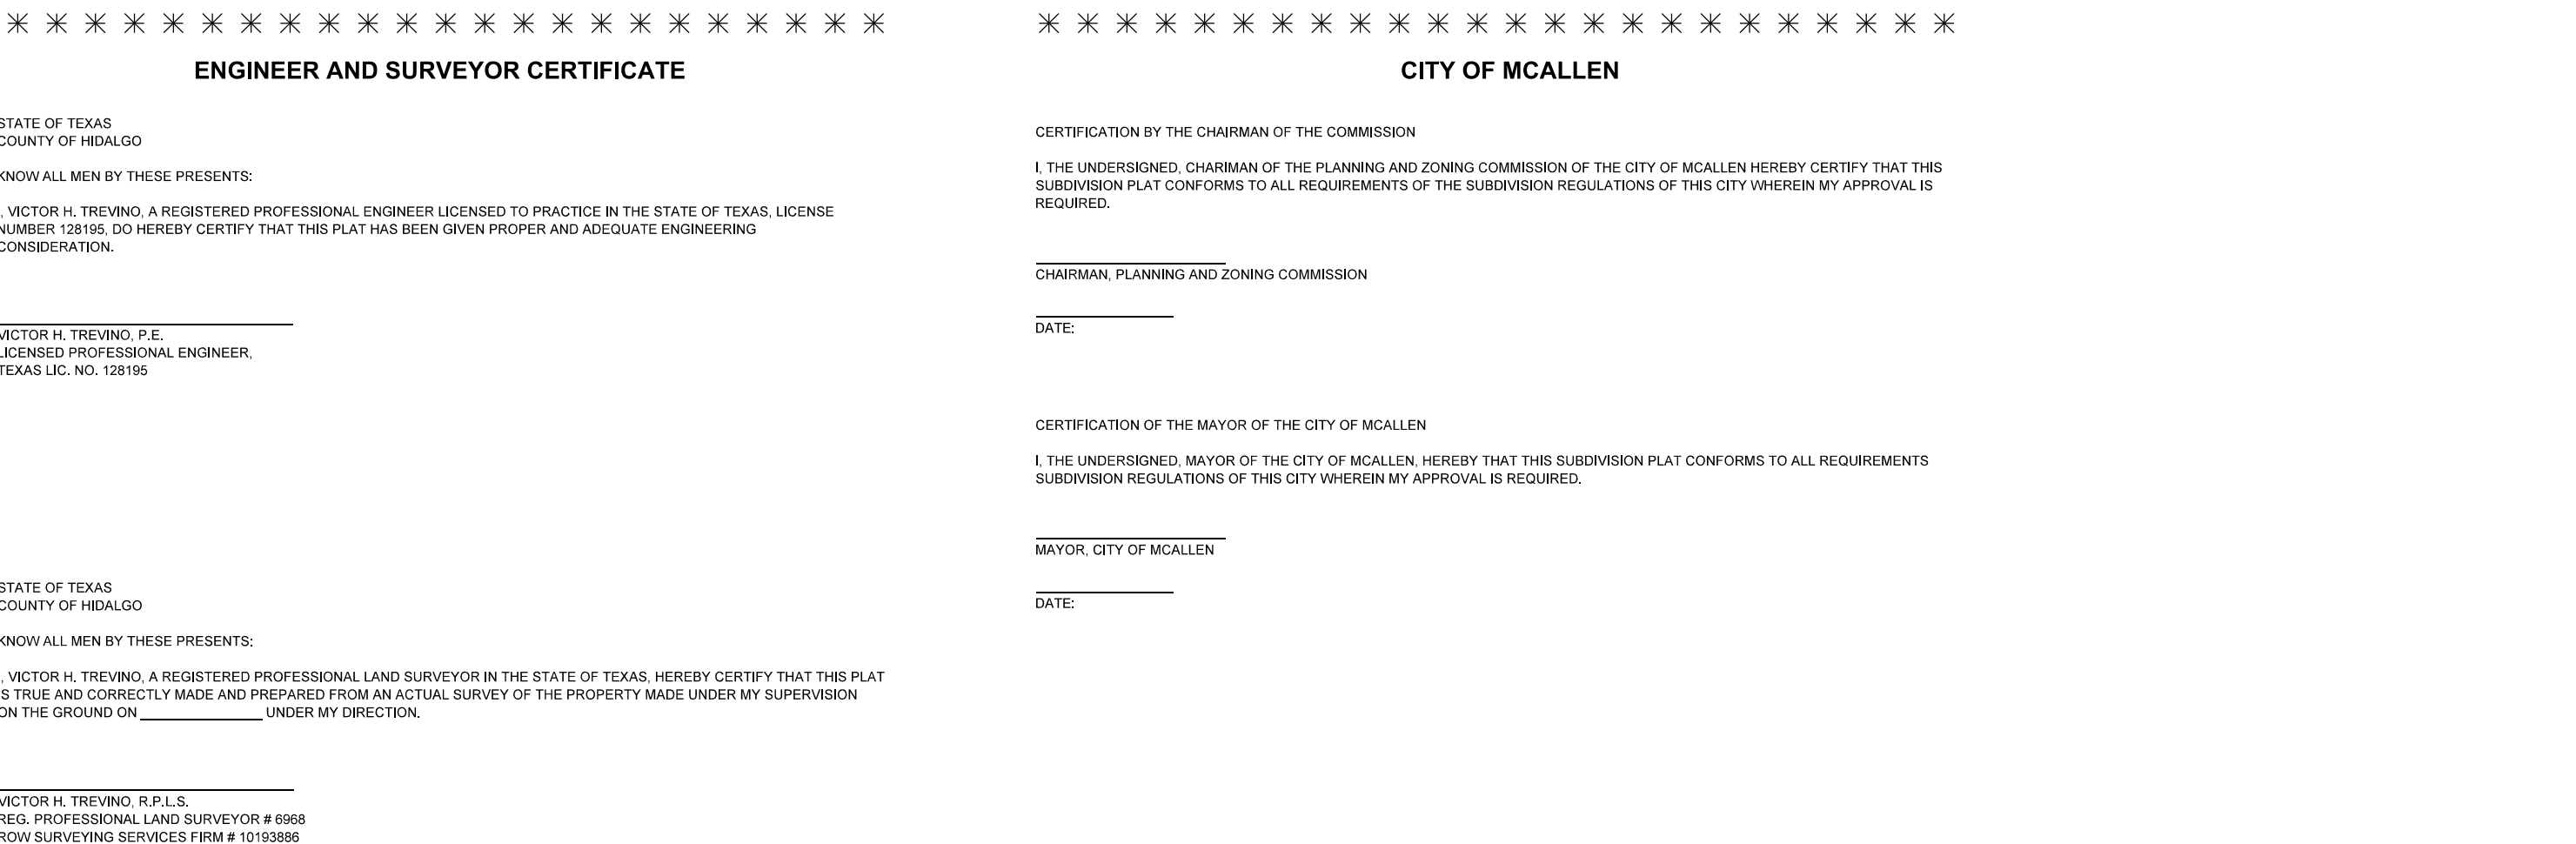 ENGINEER AND SURVEYOR CERTIFICATE
STATE OF TEXAS
COUNTY OF HIDALGO
KNOW ALL MEN BY THESE PRESENTS:
, VICTOR H. TREVINO, A REGISTERED PROFESSIONAL ENGINEER LICENSED TO PRACTICE IN THE STATE OF TEXAS, LICENSE
NUMBER 128195, DO HEREBY CERTIFY THAT THIS PLAT HAS BEEN GIVEN PROPER AND ADEQUATE ENGINEERING
CONSIDERATION.
VICTOR H. TREVINO, P.E.
LICENSED PROFESSIONAL ENGINEER,
TEXAS LIC. NO. 128195
STATE OF TEXAS
COUNTY OF HIDALGO
KNOW ALL MEN BY THESE PRESENTS:
, VICTOR H. TREVINO, A REGISTERED PROFESSIONAL LAND SURVEYOR IN THE STATE OF TEXAS, HEREBY CERTIFY THAT THIS PLAT
IS TRUE AND CORRECTLY MADE AND PREPARED FROM AN ACTUAL SURVEY OF THE PROPERTY MADE UNDER MY SUPERVISION
ON THE GROUND ON ______________ UNDER MY DIRECTION.
VICTOR H. TREVINO, R.P.L.S.
REG. PROFESSIONAL LAND SURVEYOR # 6968
ROW SURVEYING SERVICES FIRM # 10193886
CITY OF MCALLEN
CERTIFICATION BY THE CHAIRMAN OF THE COMMISSION
I, THE UNDERSIGNED, CHARIMAN OF THE PLANNING AND ZONING COMMISSION OF THE CITY OF MCALLEN HEREBY CERTIFY THAT THIS
SUBDIVISION PLAT CONFORMS TO ALL REQUIREMENTS OF THE SUBDIVISION REGULATIONS OF THIS CITY WHEREIN MY APPROVAL IS
REQUIRED.
CHAIRMAN, PLANNING AND ZONING COMMISSION
DATE:
CERTIFICATION OF THE MAYOR OF THE CITY OF MCALLEN
I, THE UNDERSIGNED, MAYOR OF THE CITY OF MCALLEN, HEREBY THAT THIS SUBDIVISION PLAT CONFORMS TO ALL REQUIREMENTS
SUBDIVISION REGULATIONS OF THIS CITY WHEREIN MY APPROVAL IS REQUIRED.
MAYOR, CITY OF MCALLEN
DATE: